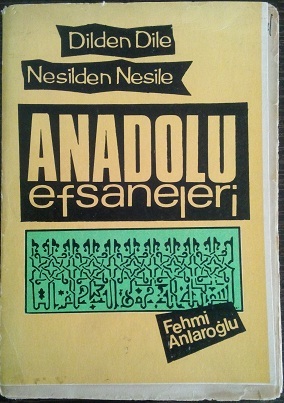 Dilden Dile
Nesilden Nesile
ANADOLU
efsaneleri
Fehmi
Anlaroğlu